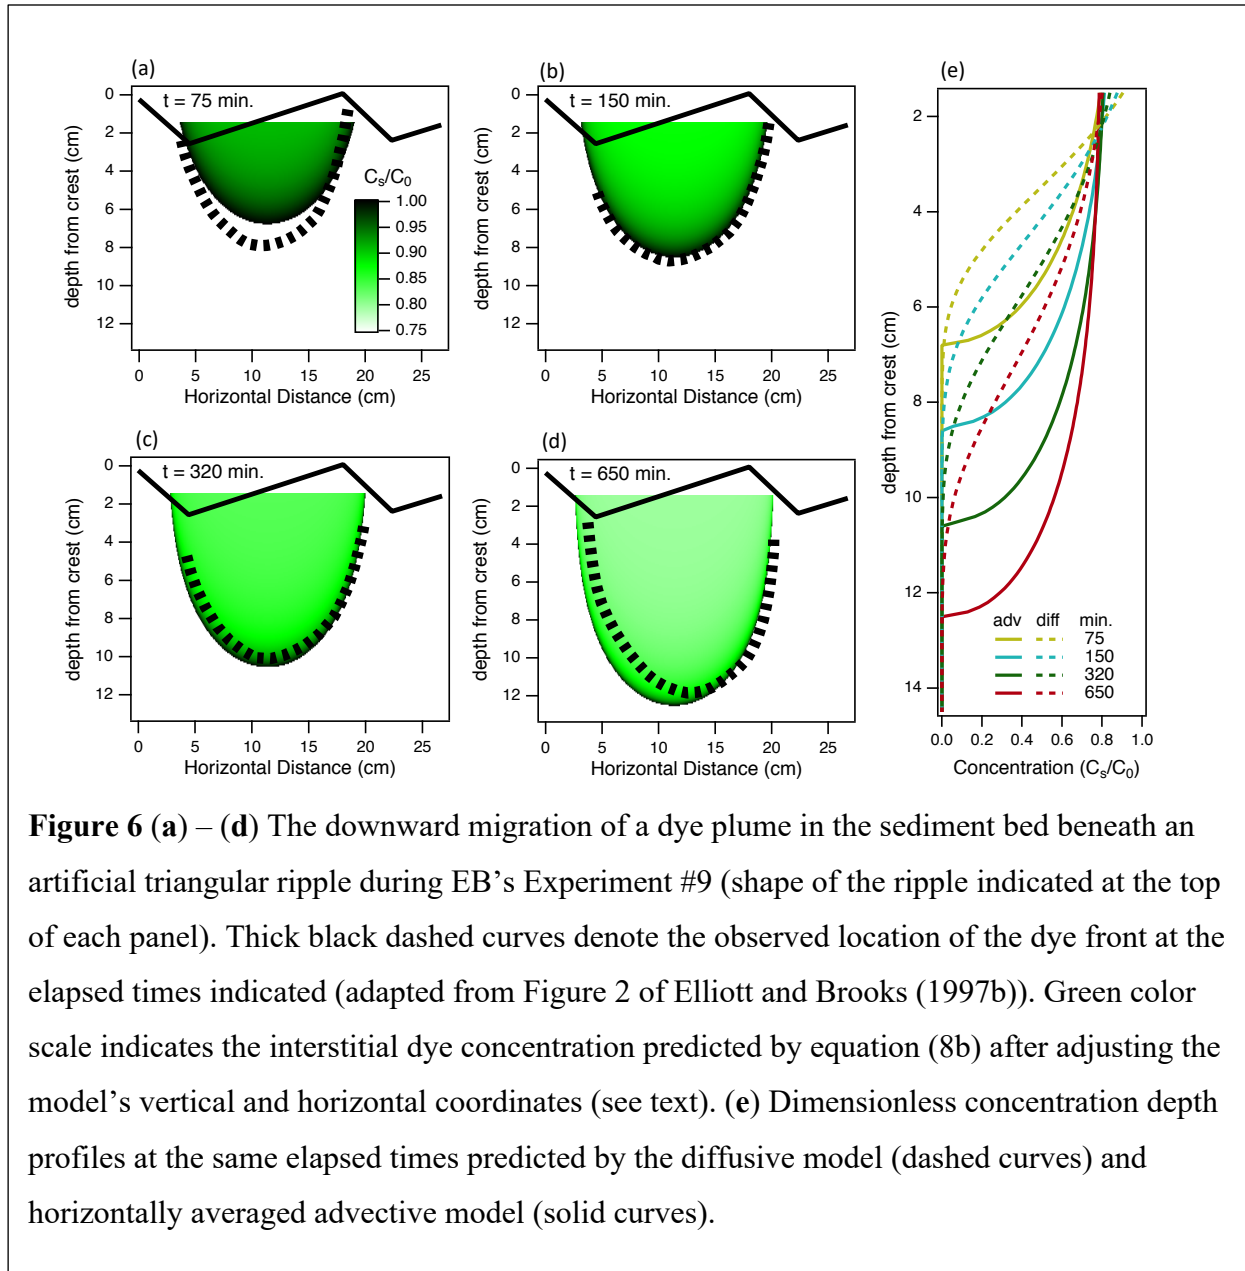 (a)
t = 75 min.
0
2
4
6
8
10
12
depth from crest (cm)
0 5 10 15 20 25
Horizontal Distance (cm)
Cs/C0
1.00
0.95
0.90
0.85
0.80
0.75
(b)
t = 150 min.
0
2
4
6
8
10
12
depth from crest (cm)
0 5 10 15 20 25
Horizontal Distance (cm)
(c)
t = 320 min.
0
2
4
6
8
10
12
depth from crest (cm)
0 5 10 15 20 25
Horizontal Distance (cm)
(d)
t = 650 min.
0
2
4
6
8
10
12
depth from crest (cm)
0 5 10 15 20 25
Horizontal Distance (cm)
(e)
2
4
6
8
10
12
14
depth from crest (cm)
adv diff min.
75
150
320
650
0.0 0.2 0.4 0.6 0.8 1.0
Concentration (Cs/C0)
Figure 6 (a) – (d) The downward migration of a dye plume in the sediment bed beneath an
artificial triangular ripple during EB’s Experiment #9 (shape of the ripple indicated at the top
of each panel). Thick black dashed curves denote the observed location of the dye front at the
elapsed times indicated (adapted from Figure 2 of Elliott and Brooks (1997b)). Green color
scale indicates the interstitial dye concentration predicted by equation (8b) after adjusting the
model’s vertical and horizontal coordinates (see text). (e) Dimensionless concentration depth
profiles at the same elapsed times predicted by the diffusive model (dashed curves) and
horizontally averaged advective model (solid curves).